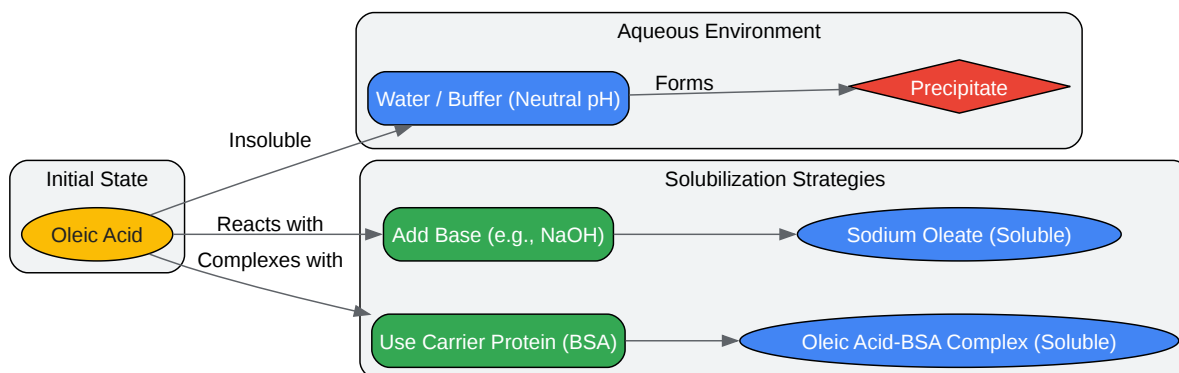 Aqueous Environment
Water / Buffer (Neutral pH)
Forms
Precipitate
Insoluble
Initial State
Oleic Acid
Solubilization Strategies
Reacts with
Add Base (e.g., NaOH)
Sodium Oleate (Soluble)
Complexes with
Use Carrier Protein (BSA)
Oleic Acid-BSA Complex (Soluble)